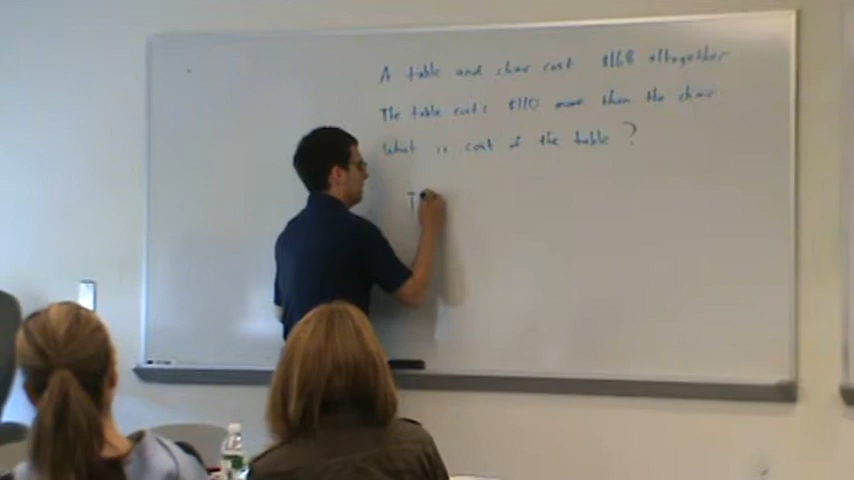 A table and chair cost $168 altogether
The table costs $110 more than the chair
What is cost of the table ?
T